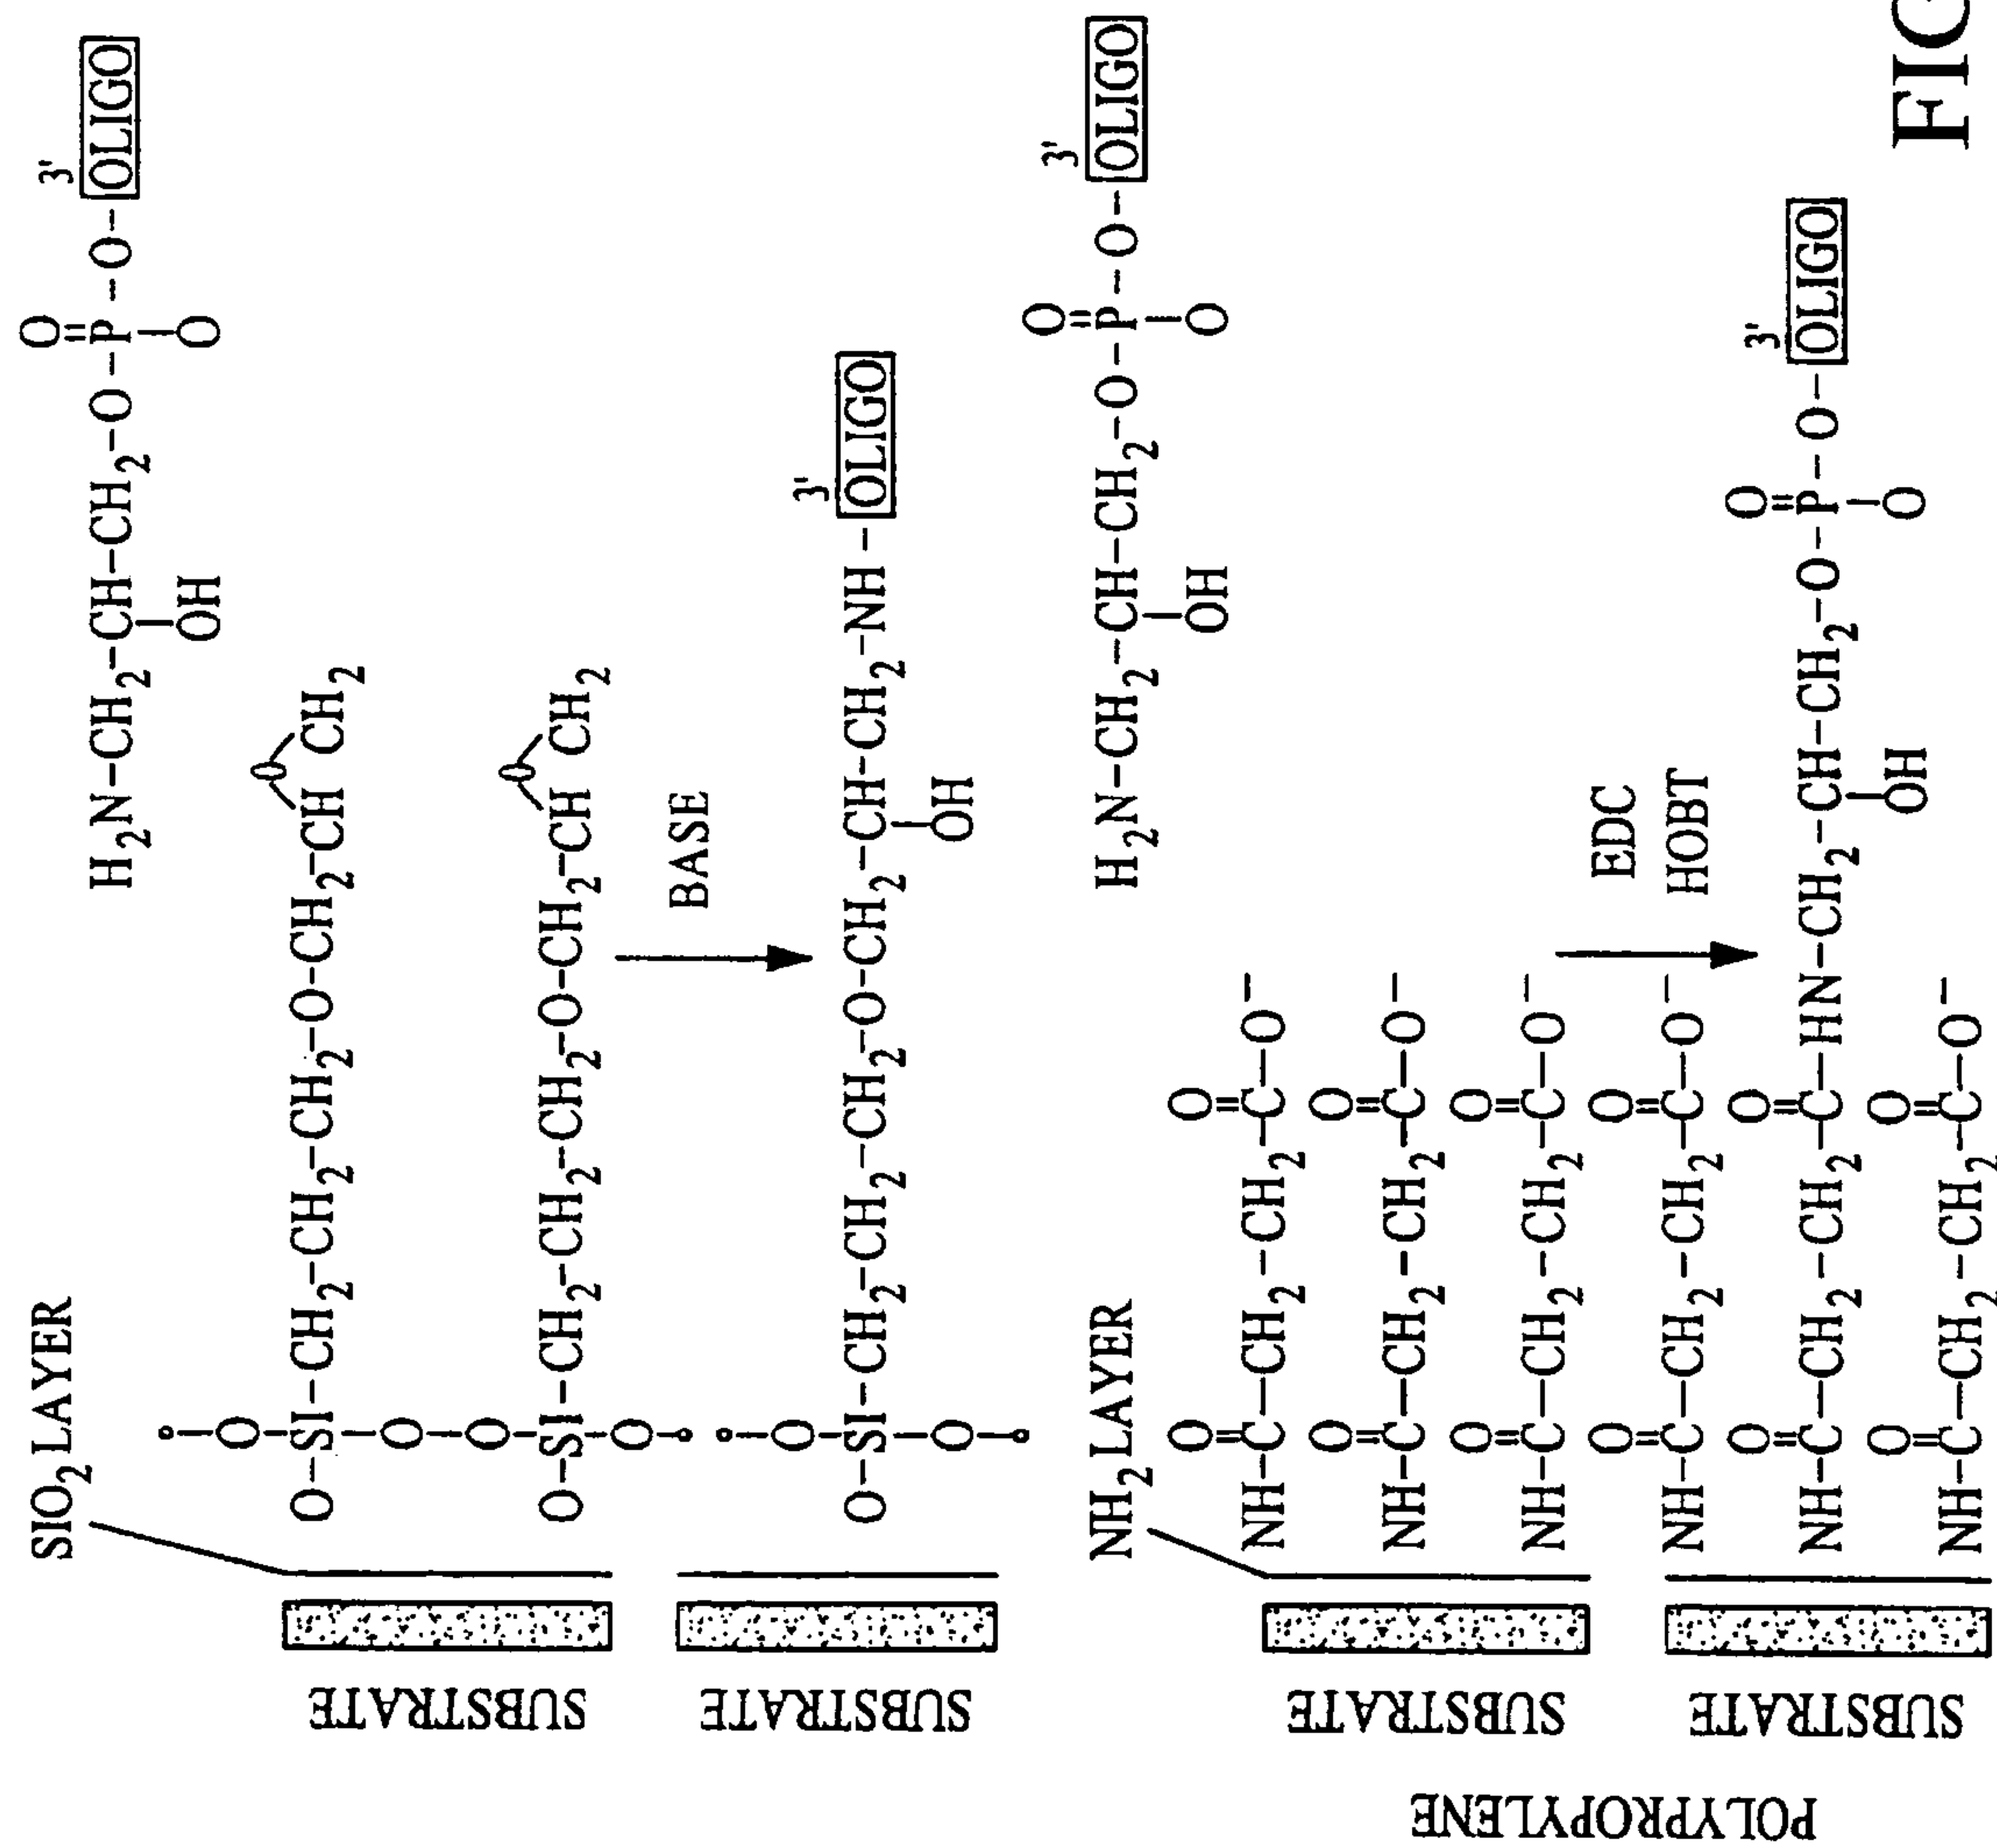 SIO2 LAYER
O
3'
H2N-CH2-CH-CH2-O-P-O-OLIGO
OH
O
O
O
O-SI-CH2-CH2-CH2-O-CH2-CH CH2
O
O
O
O-SI-CH2-CH2-CH2-O-CH2-CH CH2
O
SUBSTRATE
BASE
3'
O
O-SI-CH2-CH2-CH2-O-CH2-CH-CH2-NH-OLIGO
O
OH
SUBSTRATE
NH2 LAYER
O
3'
H2N-CH2-CH-CH2-O-P-O-OLIGO
OH
O
O
O
NH-C-CH2-CH2-C-O-
O
O
NH-C-CH2-CH2-C-O-
O
O
NH-C-CH2-CH2-C-O-
SUBSTRATE
EDC
HOBT
POLYPROPYLENE
O
O
NH-C-CH2-CH2-C-O-
O
O
O
3'
NH-C-CH2-CH2-C-HN-CH2-CH-CH2-O-P-O-OLIGO
OH
O
O
O
NH-C-CH2-CH2-C-O-
SUBSTRATE
FIG